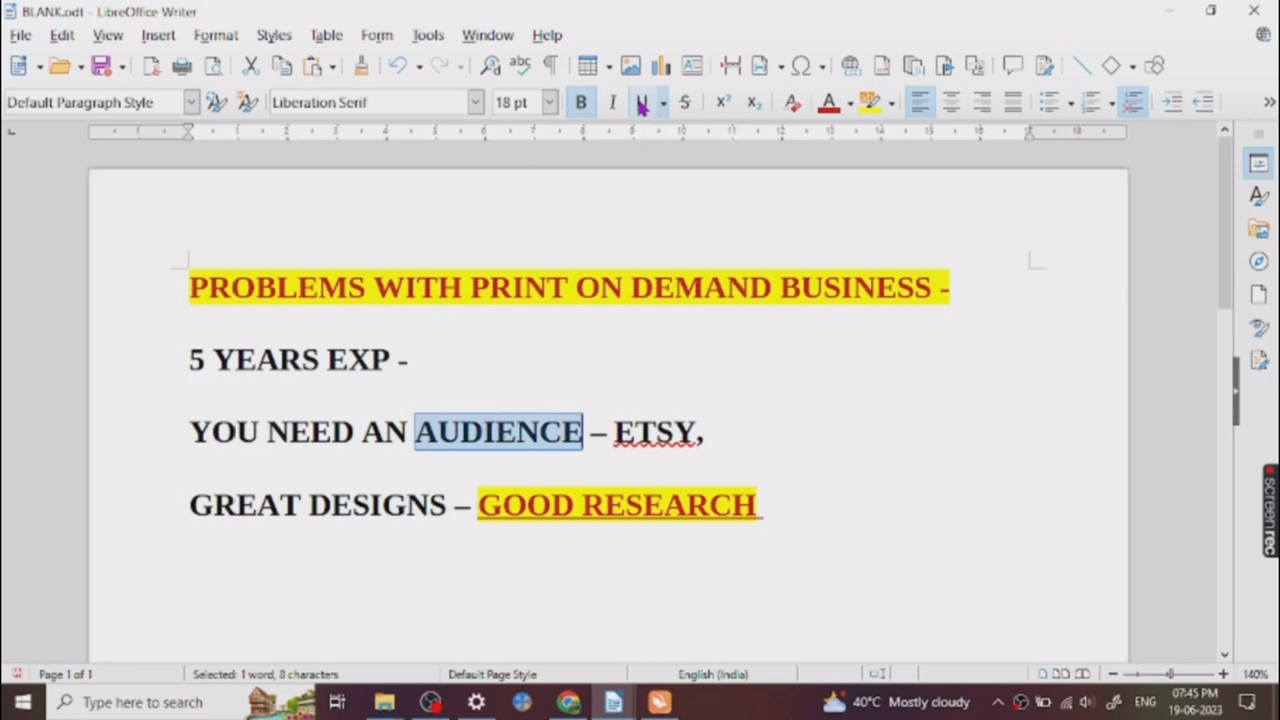 BLANK.odt - LibreOffice Writer
File Edit View Insert Format Styles Table Form Tools Window Help
Default Paragraph Style Liberation Serif 18 pt B I U S X² X₂ A A
PROBLEMS WITH PRINT ON DEMAND BUSINESS -
5 YEARS EXP -
YOU NEED AN AUDIENCE – ETSY,
GREAT DESIGNS – GOOD RESEARCH
screenrec
Page 1 of 1 Selected: 1 word, 8 characters Default Page Style English (India) 140%
Type here to search 40°C Mostly cloudy ENG 07:45 PM
19-06-2023